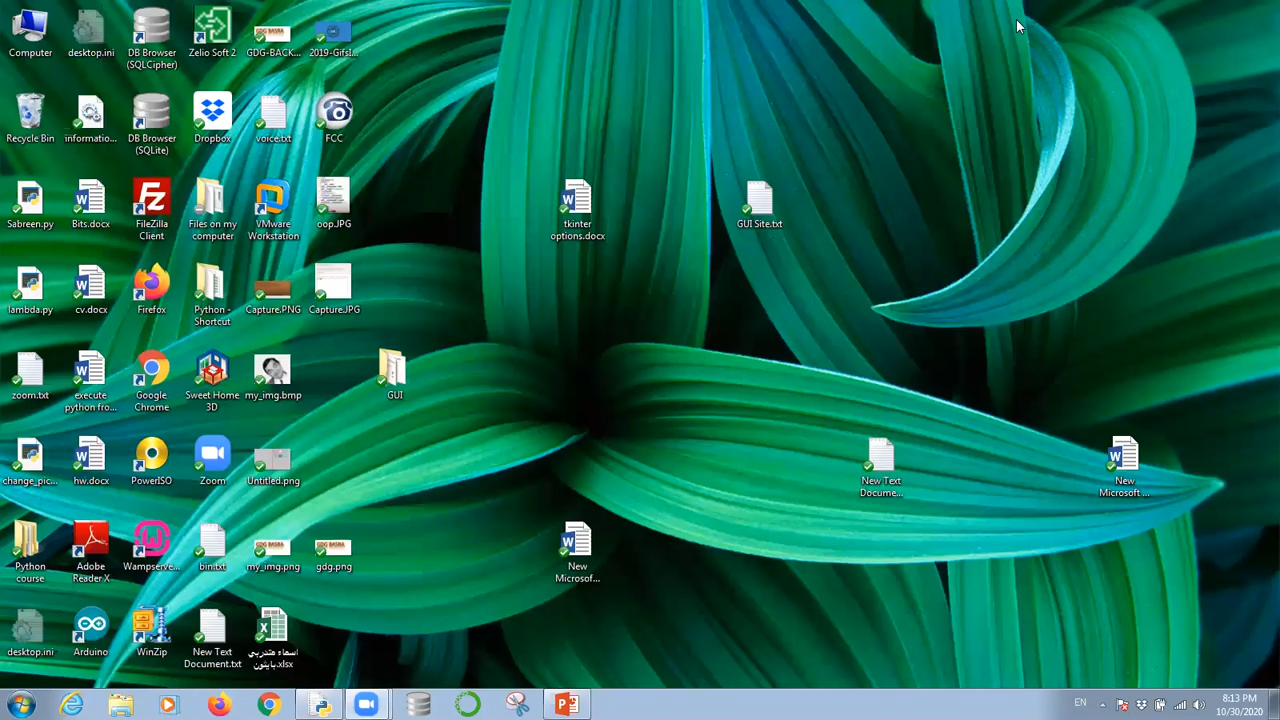 Computer
desktop.ini
DB Browser
(SQLCipher)
Zelio Soft 2
GDG-BACK...
2019-GifsI...
Recycle Bin
informatio...
DB Browser
(SQLite)
Dropbox
voice.txt
FCC
Sabreen.py
Bits.docx
FileZilla
Client
Files on my
computer
VMware
Workstation
oop.JPG
tkinter
options.docx
GUI Site.txt
lambda.py
cv.docx
Firefox
Python -
Shortcut
Capture.PNG
Capture.JPG
zoom.txt
execute
python fro...
Google
Chrome
Sweet Home
3D
my_img.bmp
GUI
change_pic...
hw.docx
PowerISO
Zoom
Untitled.png
New Text
Docume...
New
Microsoft ...
Python
course
Adobe
Reader X
Wampserve...
bin.txt
my_img.png
gdg.png
New
Microsof...
desktop.ini
Arduino
WinZip
New Text
Document.txt
اسماء متدربي
بايثون.xlsx
EN
8:13 PM
10/30/2020